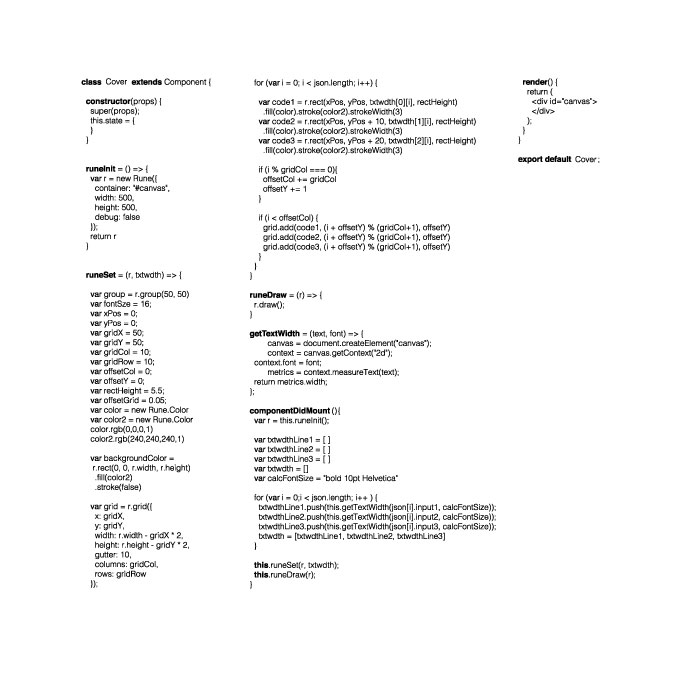 class Cover extends Component {
constructor(props) {
super(props);
this.state = {
}
}
runeInit = () => {
var r = new Rune({
container: "#canvas",
width: 500,
height: 500,
debug: false
});
return r
}
runeSet = (r, txtwdth) => {
var group = r.group(50, 50)
var fontSze = 16;
var xPos = 0;
var yPos = 0;
var gridX = 50;
var gridY = 50;
var gridCol = 10;
var gridRow = 10;
var offsetCol = 0;
var offsetY = 0;
var rectHeight = 5.5;
var offsetGrid = 0.05;
var color = new Rune.Color
var color2 = new Rune.Color
color.rgb(0,0,0,1)
color2.rgb(240,240,240,1)
var backgroundColor =
r.rect(0, 0, r.width, r.height)
.fill(color2)
.stroke(false)
var grid = r.grid({
x: gridX,
y: gridY,
width: r.width - gridX * 2,
height: r.height - gridY * 2,
gutter: 10,
columns: gridCol,
rows: gridRow
});
for (var i = 0; i < json.length; i++) {
var code1 = r.rect(xPos, yPos, txtwdth[0][i], rectHeight)
.fill(color).stroke(color2).strokeWidth(3)
var code2 = r.rect(xPos, yPos + 10, txtwdth[1][i], rectHeight)
.fill(color).stroke(color2).strokeWidth(3)
var code3 = r.rect(xPos, yPos + 20, txtwdth[2][i], rectHeight)
.fill(color).stroke(color2).strokeWidth(3)
if (i % gridCol === 0){
offsetCol += gridCol
offsetY += 1
}
if (i < offsetCol) {
grid.add(code1, (i + offsetY) % (gridCol+1), offsetY)
grid.add(code2, (i + offsetY) % (gridCol+1), offsetY)
grid.add(code3, (i + offsetY) % (gridCol+1), offsetY)
}
}
}
runeDraw = (r) => {
r.draw();
}
getTextWidth = (text, font) => {
canvas = document.createElement("canvas");
context = canvas.getContext("2d");
context.font = font;
metrics = context.measureText(text);
return metrics.width;
};
componentDidMount (){
var r = this.runeInit();
var txtwdthLine1 = [ ]
var txtwdthLine2 = [ ]
var txtwdthLine3 = [ ]
var txtwdth = []
var calcFontSize = "bold 10pt Helvetica"
for (var i = 0;i < json.length; i++ ) {
txtwdthLine1.push(this.getTextWidth(json[i].input1, calcFontSize));
txtwdthLine2.push(this.getTextWidth(json[i].input2, calcFontSize));
txtwdthLine3.push(this.getTextWidth(json[i].input3, calcFontSize));
txtwdth = [txtwdthLine1, txtwdthLine2, txtwdthLine3]
}
this.runeSet(r, txtwdth);
this.runeDraw(r);
}
render() {
return (
<div id="canvas">
</div>
);
}
}
export default Cover;